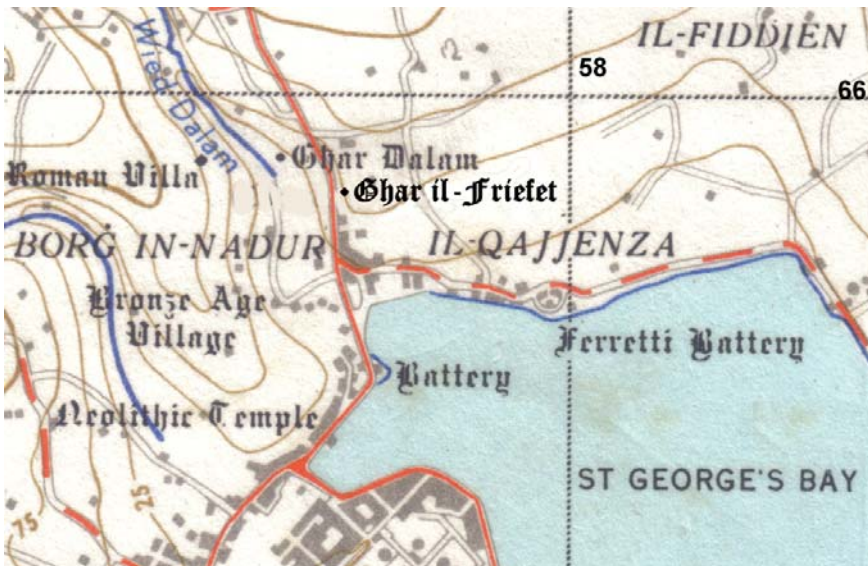 IL-FIDDIEN
58
66
Wied Dalam
Għar Dalam
Roman Villa
Ghar il-Friefet
BORĠ IN-NADUR
IL-QAJJENZA
Bronze Age
Village
Ferretti Battery
Battery
Neolithic Temple
ST GEORGE'S BAY
25
75